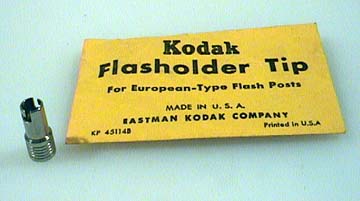 Kodak
Flasholder Tip
For European-Type Flash Posts
MADE IN U. S. A.
EASTMAN KODAK COMPANY
KP 45114B Printed in U.S.A